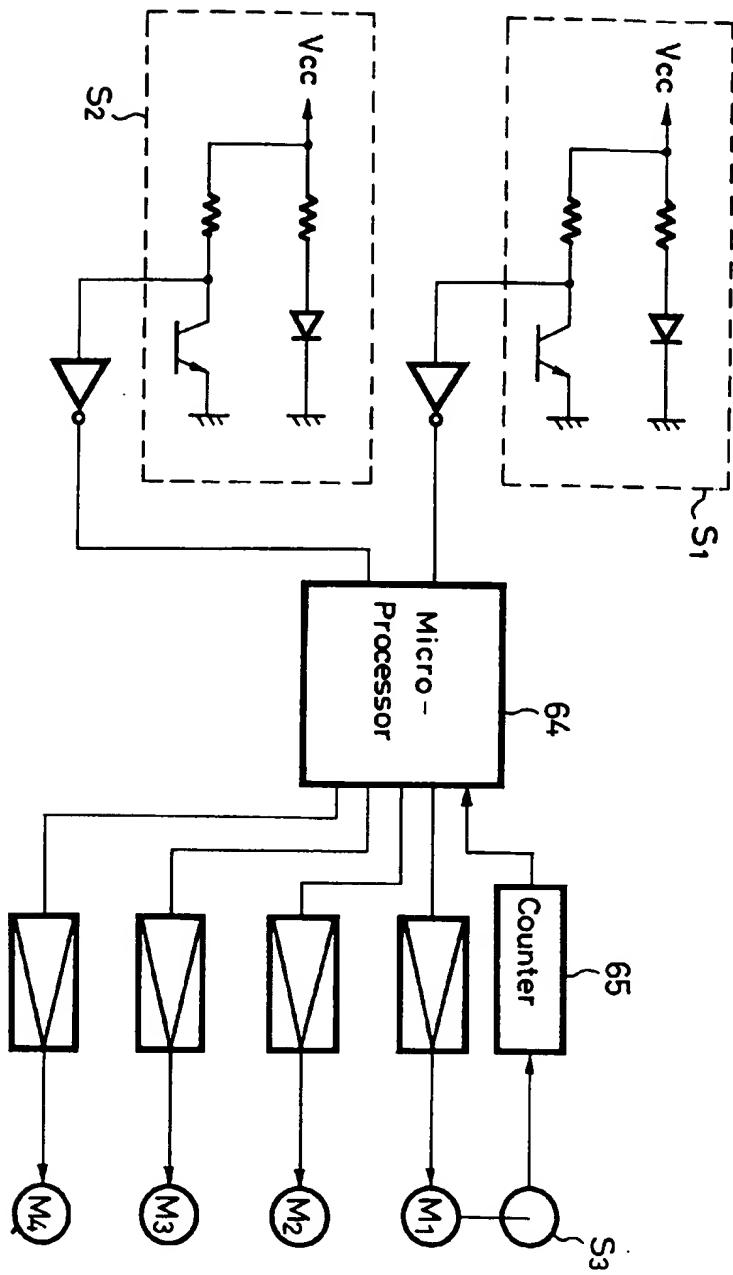 S1
Vcc
S2
Vcc
64
Micro-
Processor
65
Counter
S3
M1
M2
M3
M4